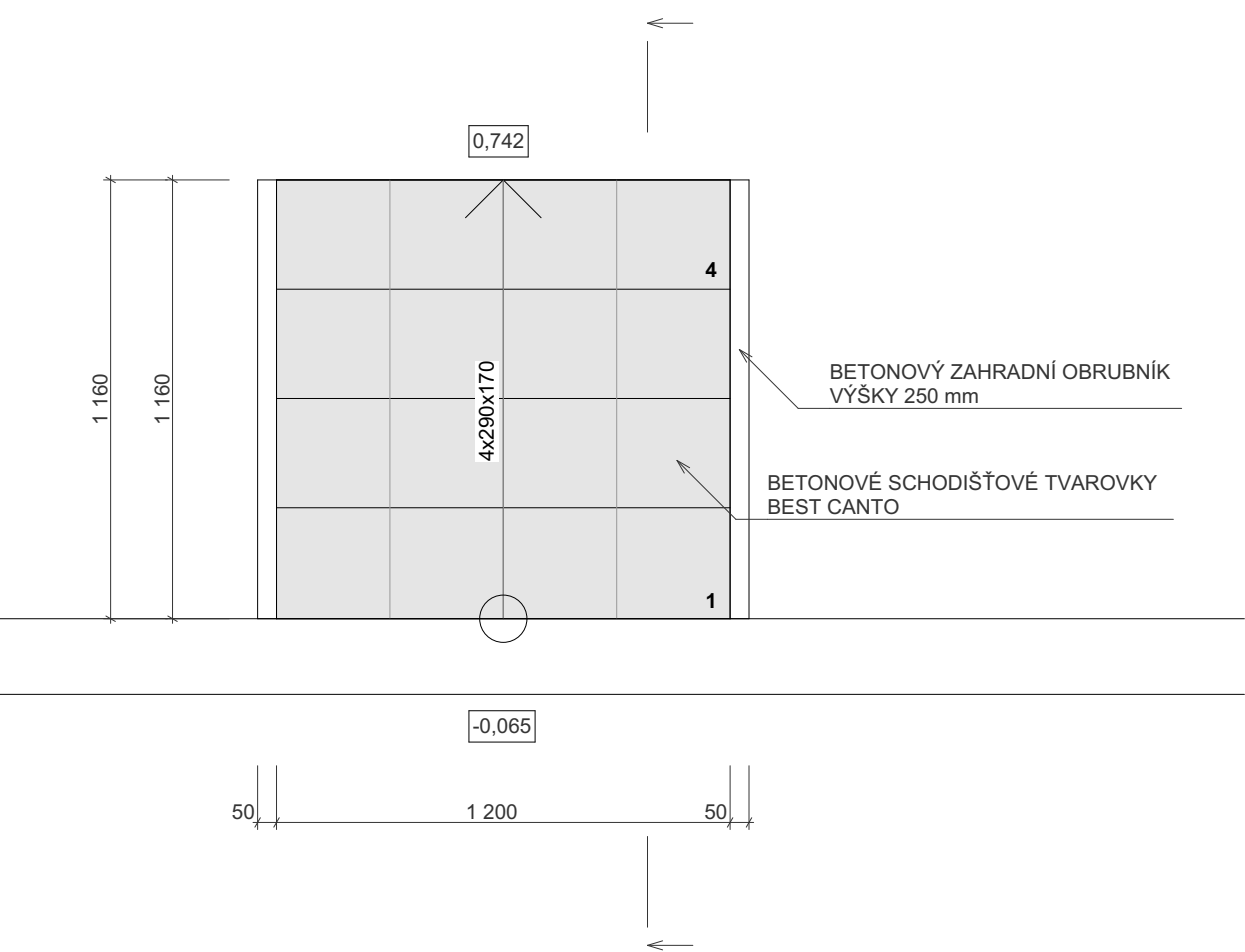 0,742
4
1 160
1 160
4x290x170
BETONOVÝ ZAHRADNÍ OBRUBNÍK
VÝŠKY 250 mm
BETONOVÉ SCHODIŠŤOVÉ TVAROVKY
BEST CANTO
1
-0,065
50
1 200
50